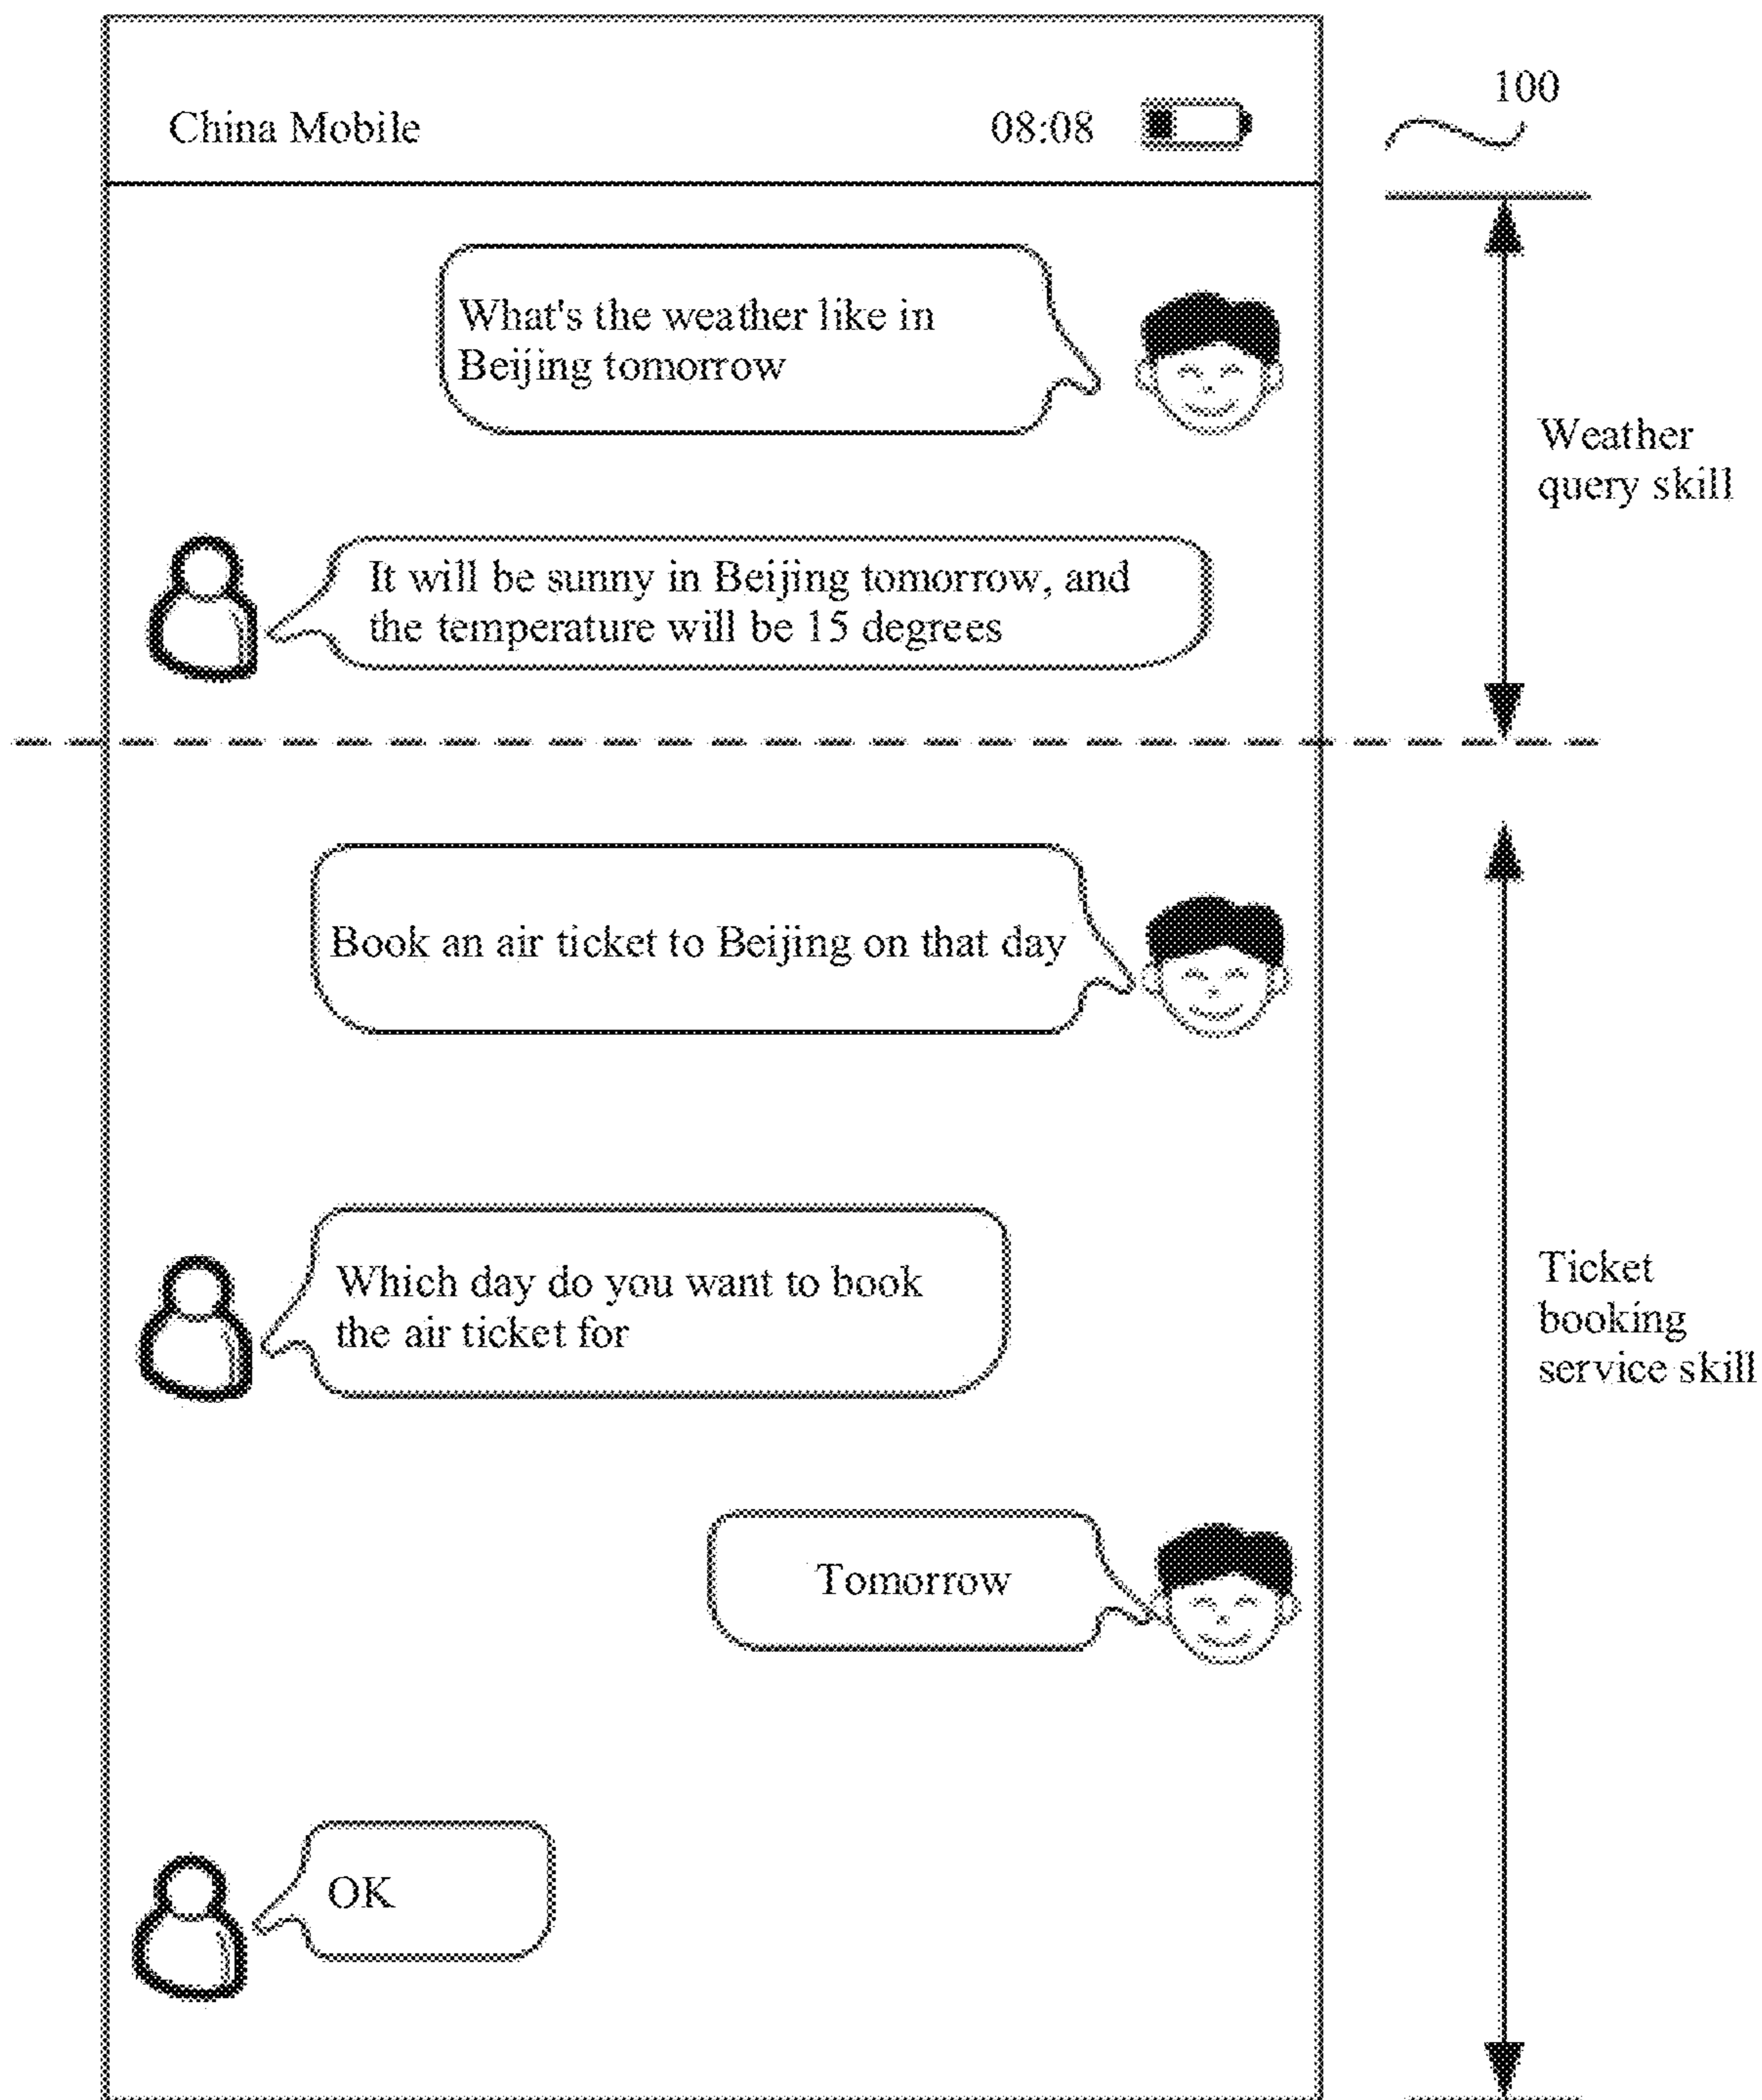 China Mobile 08:08
100
What's the weather like in
Beijing tomorrow
Weather
query skill
It will be sunny in Beijing tomorrow, and
the temperature will be 15 degrees
Book an air ticket to Beijing on that day
Which day do you want to book
the air ticket for
Ticket
booking
service skill
Tomorrow
OK